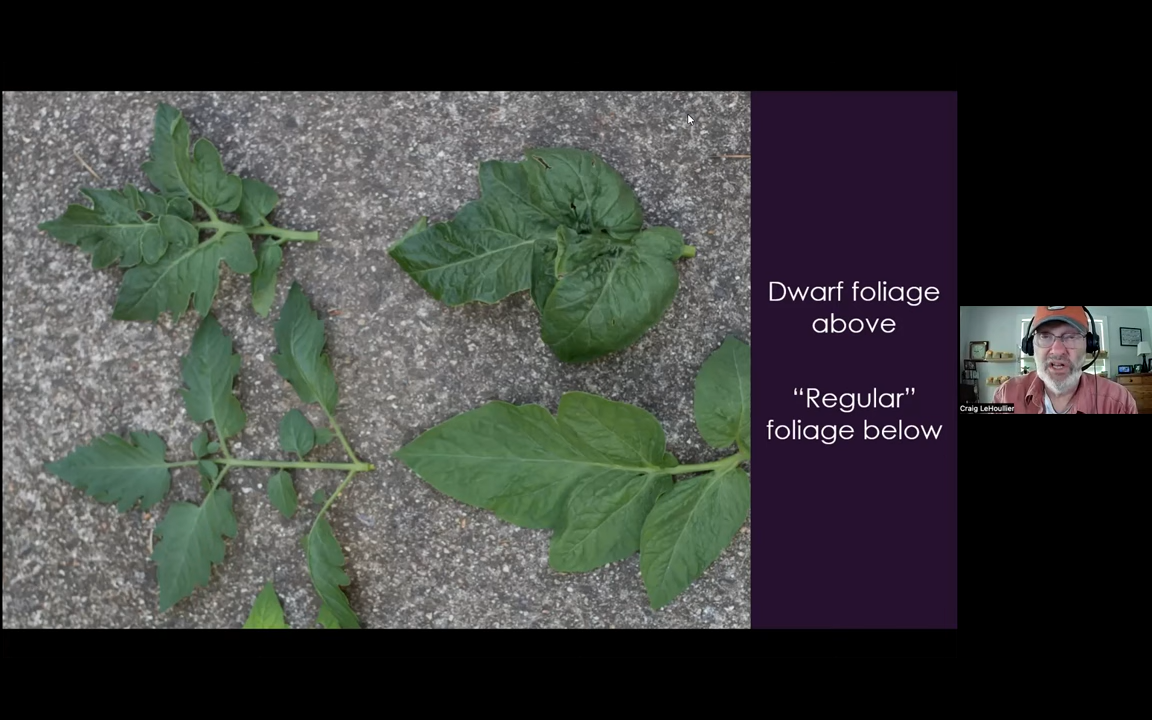 Dwarf foliage
above
“Regular”
foliage below
Craig LeHoullier